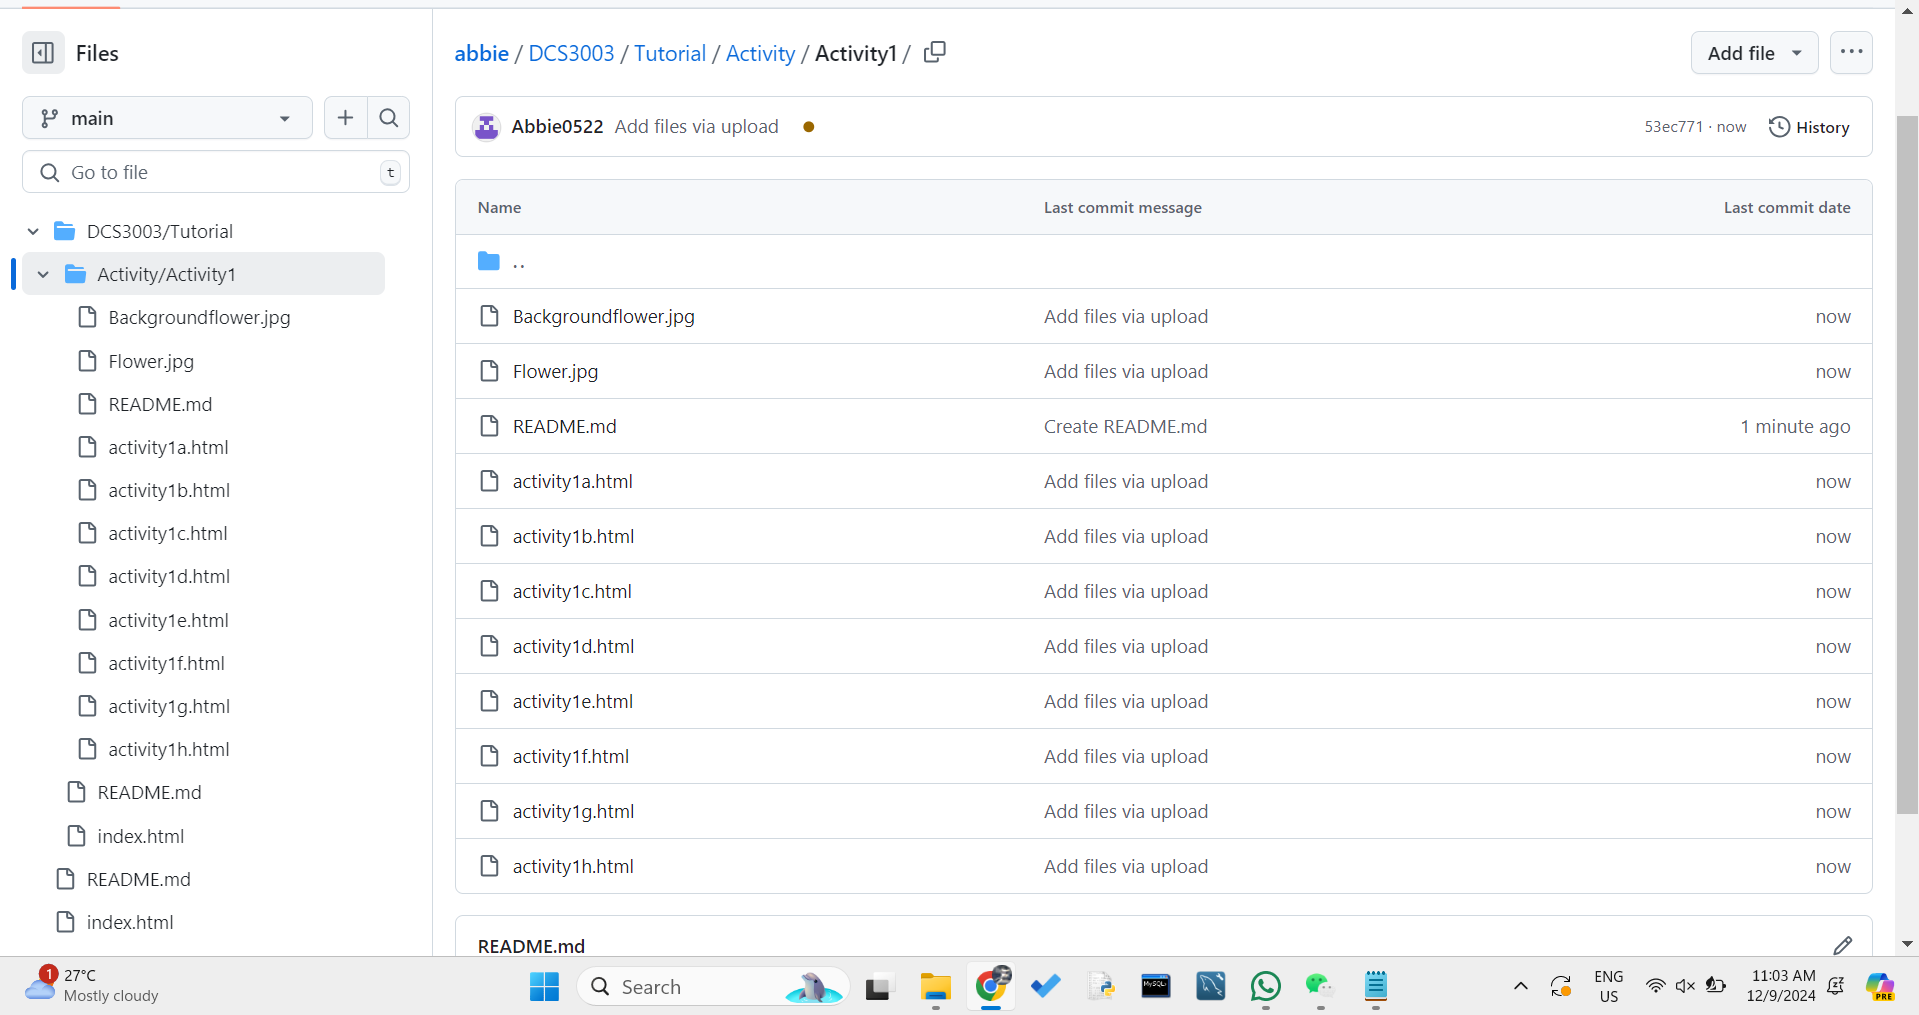 Files
main
Go to file
t
DCS3003/Tutorial
Activity/Activity1
Backgroundflower.jpg
Flower.jpg
README.md
activity1a.html
activity1b.html
activity1c.html
activity1d.html
activity1e.html
activity1f.html
activity1g.html
activity1h.html
README.md
index.html
README.md
index.html
abbie / DCS3003 / Tutorial / Activity / Activity1 /
Add file
Abbie0522 Add files via upload
53ec771 · now
History
Name Last commit message Last commit date
..
Backgroundflower.jpg Add files via upload now
Flower.jpg Add files via upload now
README.md Create README.md 1 minute ago
activity1a.html Add files via upload now
activity1b.html Add files via upload now
activity1c.html Add files via upload now
activity1d.html Add files via upload now
activity1e.html Add files via upload now
activity1f.html Add files via upload now
activity1g.html Add files via upload now
activity1h.html Add files via upload now
README.md
1
27°C
Mostly cloudy
Search
MySQL
ENG
US
11:03 AM
12/9/2024
PRE